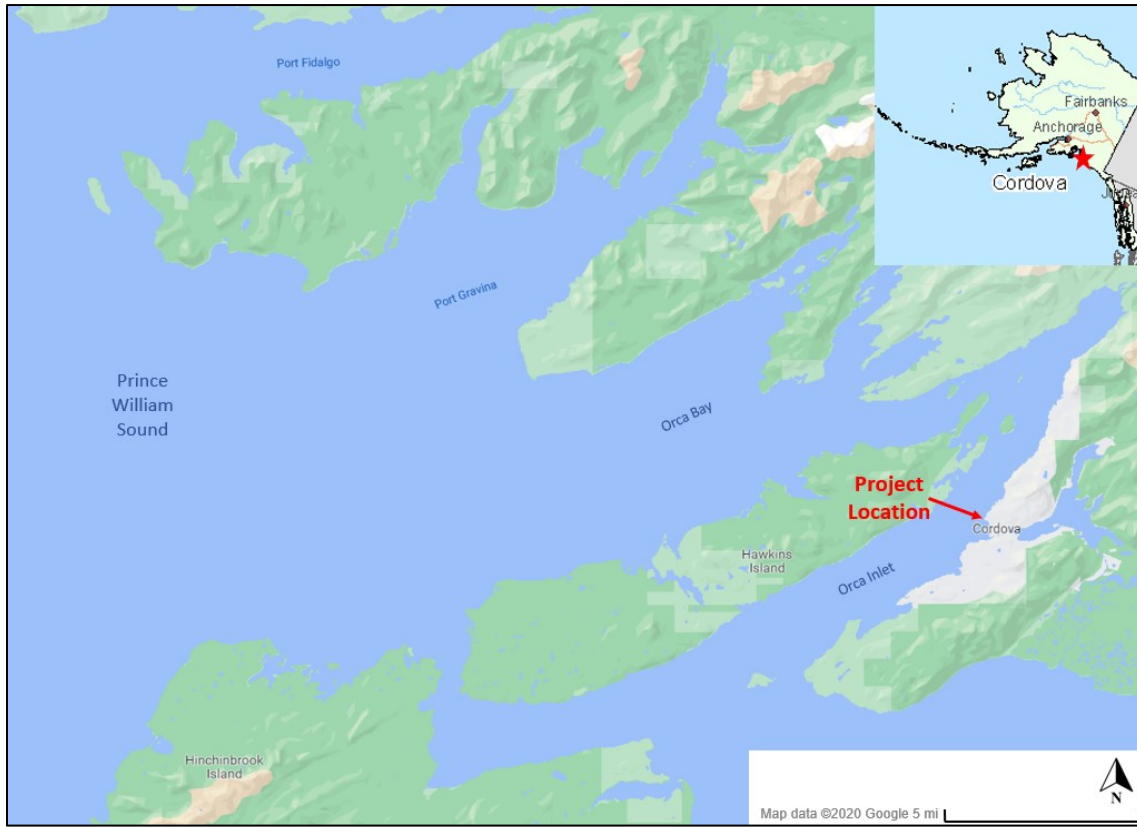 Port Fidalgo
Fairbanks
Anchorage
Cordova
Port Gravina
Prince
William
Sound
Orca Bay
Project
Location
Cordova
Hawkins
Island
Orca Inlet
Hinchinbrook
Island
Map data ©2020 Google 5 mi
N